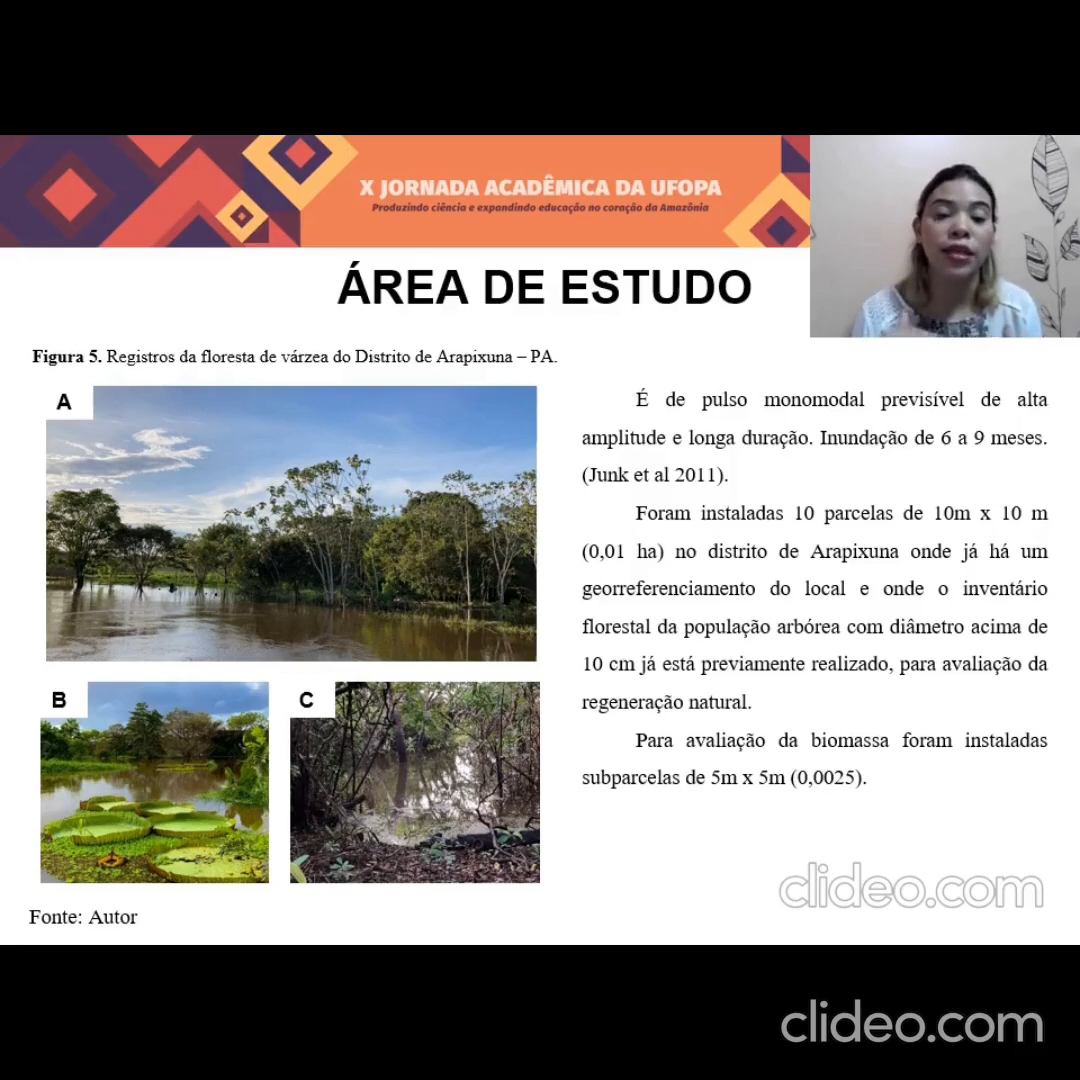 X JORNADA ACADÊMICA DA UFOPA
Produzindo ciência e expandindo educação no coração da Amazônia
ÁREA DE ESTUDO
Figura 5. Registros da floresta de várzea do Distrito de Arapixuna – PA.
A
B
C
Fonte: Autor
É de pulso monomodal previsível de alta
amplitude e longa duração. Inundação de 6 a 9 meses.
(Junk et al 2011).
Foram instaladas 10 parcelas de 10m x 10 m
(0,01 ha) no distrito de Arapixuna onde já há um
georreferenciamento do local e onde o inventário
florestal da população arbórea com diâmetro acima de
10 cm já está previamente realizado, para avaliação da
regeneração natural.
Para avaliação da biomassa foram instaladas
subparcelas de 5m x 5m (0,0025).
clideo.com
clideo.com